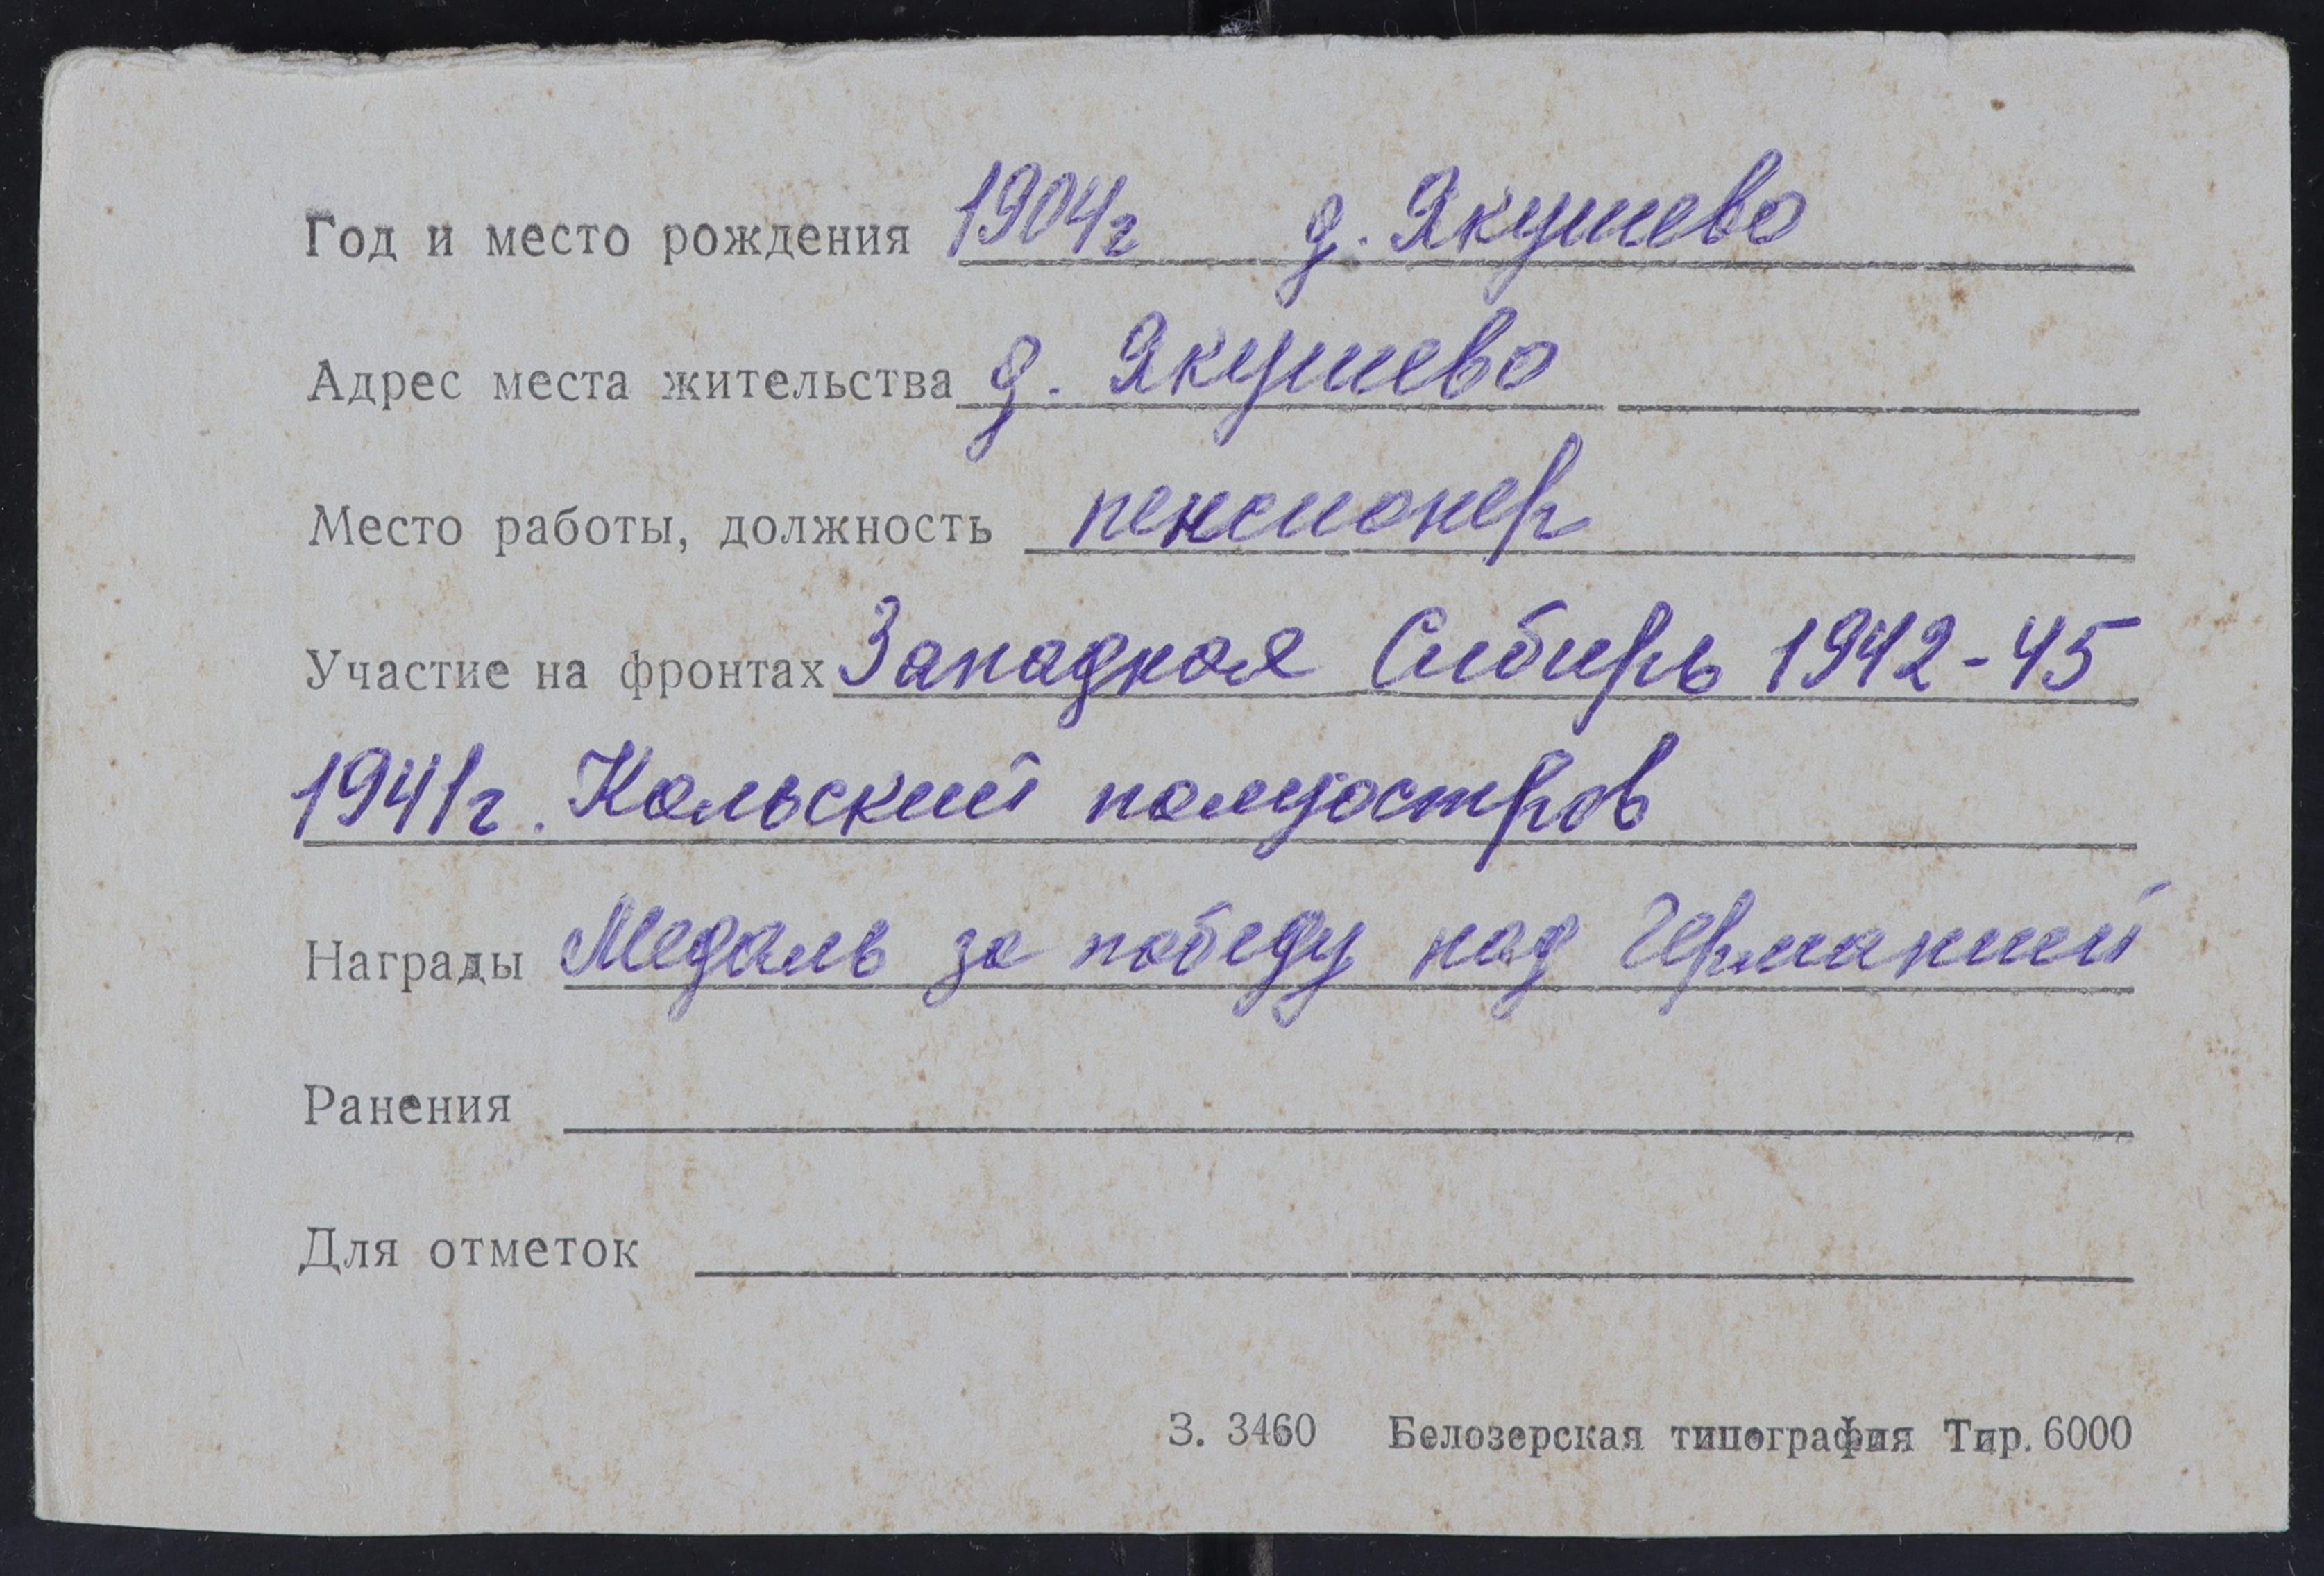 Год и место рождения 1904г д. Якушево
Адрес места жительства д. Якушево
Место работы, должность пенсионер
Участие на фронтах Западная Сибирь 1942-45
1941г. Кольский полуостров
Награды Медаль за победу над Германией
Ранения
Для отметок
З. 3460 Белозерская типография Тир. 6000